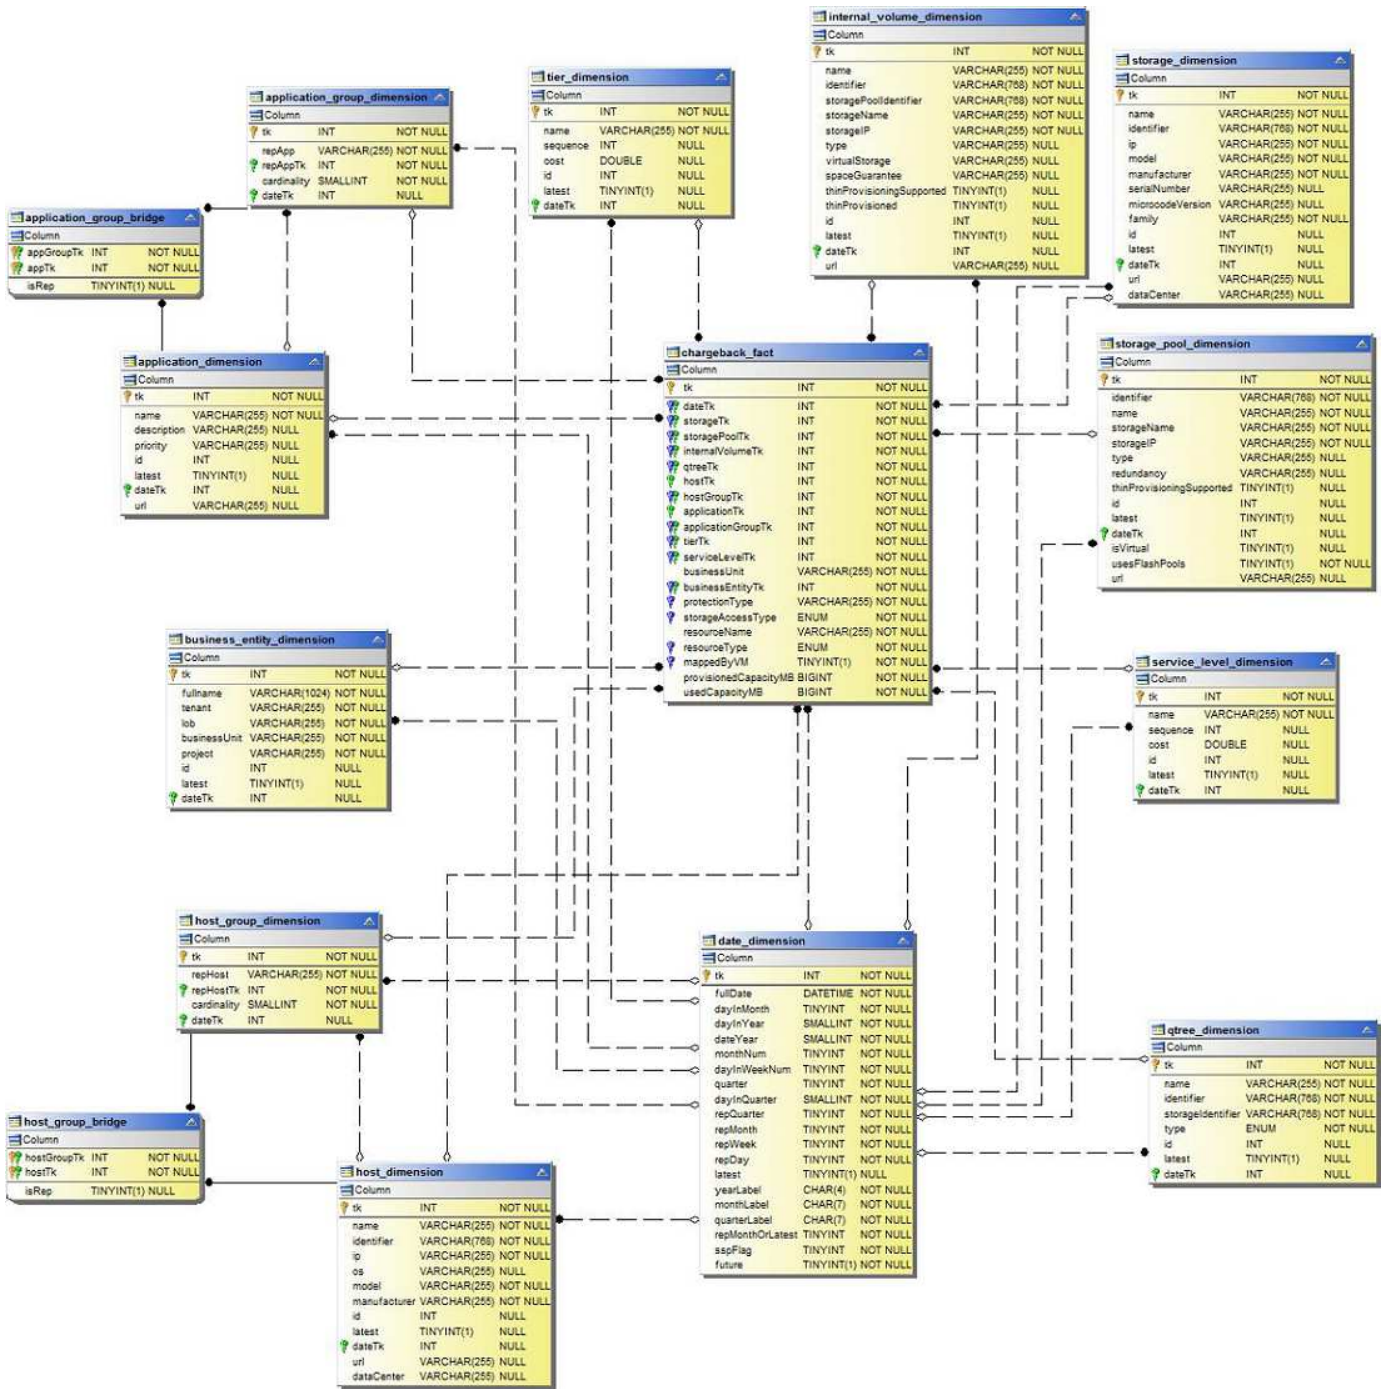 internal_volume_dimension
Column
tk INT NOT NULL
name VARCHAR(255) NOT NULL
identifier VARCHAR(768) NOT NULL
storagePoolIdentifier VARCHAR(768) NOT NULL
storageName VARCHAR(255) NOT NULL
storageIP VARCHAR(255) NOT NULL
type VARCHAR(255) NULL
virtualStorage VARCHAR(255) NULL
spaceGuarantee VARCHAR(255) NULL
thinProvisioningSupported TINYINT(1) NULL
thinProvisioned TINYINT(1) NULL
id INT NULL
latest TINYINT(1) NULL
dateTk INT NULL
url VARCHAR(255) NULL
storage_dimension
Column
tk INT NOT NULL
name VARCHAR(255) NOT NULL
identifier VARCHAR(768) NOT NULL
ip VARCHAR(255) NOT NULL
model VARCHAR(255) NOT NULL
manufacturer VARCHAR(255) NOT NULL
serialNumber VARCHAR(255) NULL
microcodeVersion VARCHAR(255) NULL
family VARCHAR(255) NOT NULL
id INT NULL
latest TINYINT(1) NULL
dateTk INT NULL
url VARCHAR(255) NULL
dataCenter VARCHAR(255) NULL
tier_dimension
Column
tk INT NOT NULL
name VARCHAR(255) NOT NULL
sequence INT NULL
cost DOUBLE NULL
id INT NULL
latest TINYINT(1) NULL
dateTk INT NULL
application_group_dimension
Column
tk INT NOT NULL
repApp VARCHAR(255) NOT NULL
repAppTk INT NOT NULL
cardinality SMALLINT NOT NULL
dateTk INT NULL
application_group_bridge
Column
appGroupTk INT NOT NULL
appTk INT NOT NULL
isRep TINYINT(1) NULL
application_dimension
Column
tk INT NOT NULL
name VARCHAR(255) NOT NULL
description VARCHAR(255) NULL
priority VARCHAR(255) NULL
id INT NULL
latest TINYINT(1) NULL
dateTk INT NULL
url VARCHAR(255) NULL
chargeback_fact
Column
tk INT NOT NULL
dateTk INT NOT NULL
storageTk INT NOT NULL
storagePoolTk INT NOT NULL
internalVolumeTk INT NOT NULL
qtreeTk INT NOT NULL
hostTk INT NOT NULL
hostGroupTk INT NOT NULL
applicationTk INT NOT NULL
applicationGroupTk INT NOT NULL
tierTk INT NOT NULL
serviceLevelTk INT NOT NULL
businessUnit VARCHAR(255) NOT NULL
businessEntityTk INT NOT NULL
protectionType VARCHAR(255) NOT NULL
storageAccessType ENUM NOT NULL
resourceName VARCHAR(255) NOT NULL
resourceType ENUM NOT NULL
mappedByVM TINYINT(1) NOT NULL
provisionedCapacityMB BIGINT NOT NULL
usedCapacityMB BIGINT NOT NULL
storage_pool_dimension
Column
tk INT NOT NULL
identifier VARCHAR(768) NOT NULL
name VARCHAR(255) NOT NULL
storageName VARCHAR(255) NOT NULL
storageIP VARCHAR(255) NOT NULL
type VARCHAR(255) NULL
redundancy VARCHAR(255) NULL
thinProvisioningSupported TINYINT(1) NULL
id INT NULL
latest TINYINT(1) NULL
dateTk INT NULL
isVirtual TINYINT(1) NULL
usesFlashPools TINYINT(1) NOT NULL
url VARCHAR(255) NULL
business_entity_dimension
Column
tk INT NOT NULL
fullname VARCHAR(1024) NOT NULL
tenant VARCHAR(255) NOT NULL
lob VARCHAR(255) NOT NULL
businessUnit VARCHAR(255) NOT NULL
project VARCHAR(255) NOT NULL
id INT NULL
latest TINYINT(1) NULL
dateTk INT NULL
service_level_dimension
Column
tk INT NOT NULL
name VARCHAR(255) NOT NULL
sequence INT NULL
cost DOUBLE NULL
id INT NULL
latest TINYINT(1) NULL
dateTk INT NULL
host_group_dimension
Column
tk INT NOT NULL
repHost VARCHAR(255) NOT NULL
repHostTk INT NOT NULL
cardinality SMALLINT NOT NULL
dateTk INT NULL
date_dimension
Column
tk INT NOT NULL
fullDate DATETIME NOT NULL
dayInMonth TINYINT NOT NULL
dayInYear SMALLINT NOT NULL
dateYear SMALLINT NOT NULL
monthNum TINYINT NOT NULL
dayInWeekNum TINYINT NOT NULL
quarter TINYINT NOT NULL
dayInQuarter SMALLINT NOT NULL
repQuarter TINYINT NOT NULL
repMonth TINYINT NOT NULL
repWeek TINYINT NOT NULL
repDay TINYINT NOT NULL
latest TINYINT(1) NULL
yearLabel CHAR(4) NOT NULL
monthLabel CHAR(7) NOT NULL
quarterLabel CHAR(7) NOT NULL
repMonthOrLatest TINYINT NOT NULL
sspFlag TINYINT NOT NULL
future TINYINT(1) NOT NULL
qtree_dimension
Column
tk INT NOT NULL
name VARCHAR(255) NOT NULL
identifier VARCHAR(768) NOT NULL
storageIdentifier VARCHAR(768) NOT NULL
type ENUM NOT NULL
id INT NULL
latest TINYINT(1) NULL
dateTk INT NULL
host_group_bridge
Column
hostGroupTk INT NOT NULL
hostTk INT NOT NULL
isRep TINYINT(1) NULL
host_dimension
Column
tk INT NOT NULL
name VARCHAR(255) NOT NULL
identifier VARCHAR(768) NOT NULL
ip VARCHAR(255) NOT NULL
os VARCHAR(255) NULL
model VARCHAR(255) NOT NULL
manufacturer VARCHAR(255) NOT NULL
id INT NULL
latest TINYINT(1) NULL
dateTk INT NULL
url VARCHAR(255) NULL
dataCenter VARCHAR(255) NULL